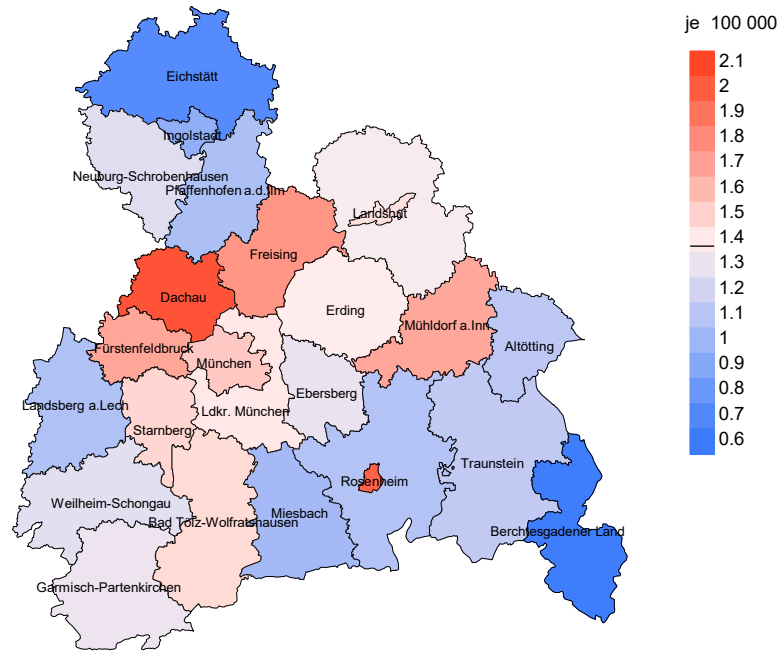 je 100 000
2.1
2
1.9
1.8
1.7
1.6
1.5
1.4
1.3
1.2
1.1
1
0.9
0.8
0.7
0.6
Eichstätt
Ingolstadt
Neuburg-Schrobenhausen
Pfaffenhofen a.d.Ilm
Landshut
Freising
Dachau
Erding
Mühldorf a.Inn
Altötting
Fürstenfeldbruck
München
Ebersberg
Landsberg a.Lech
Ldkr. München
Starnberg
Traunstein
Rosenheim
Weilheim-Schongau
Miesbach
Bad Tölz-Wolfratshausen
Berchtesgadener Land
Garmisch-Partenkirchen